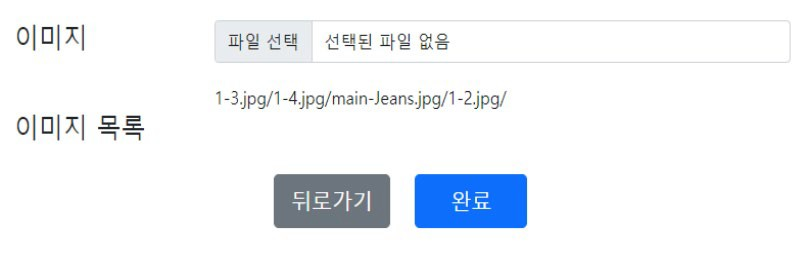 이미지
파일 선택 선택된 파일 없음
1-3.jpg/1-4.jpg/main-Jeans.jpg/1-2.jpg/
이미지 목록
뒤로가기 완료